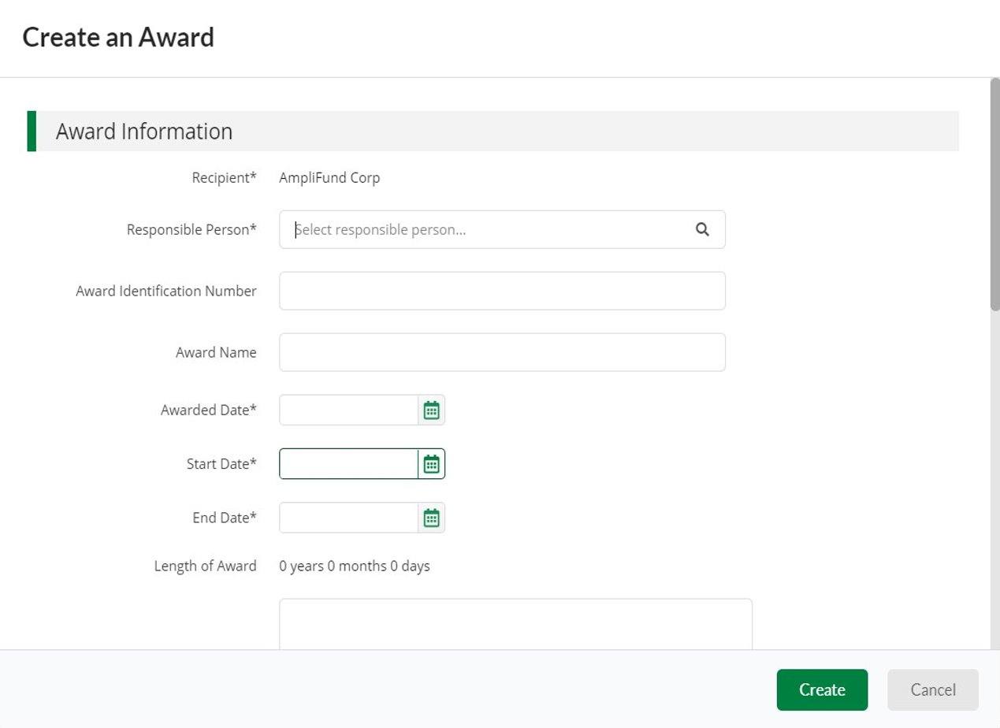 Create an Award
Award Information
Recipient* AmpliFund Corp
Responsible Person* Select responsible person...
Award Identification Number
Award Name
Awarded Date*
Start Date*
End Date*
Length of Award 0 years 0 months 0 days
Create Cancel